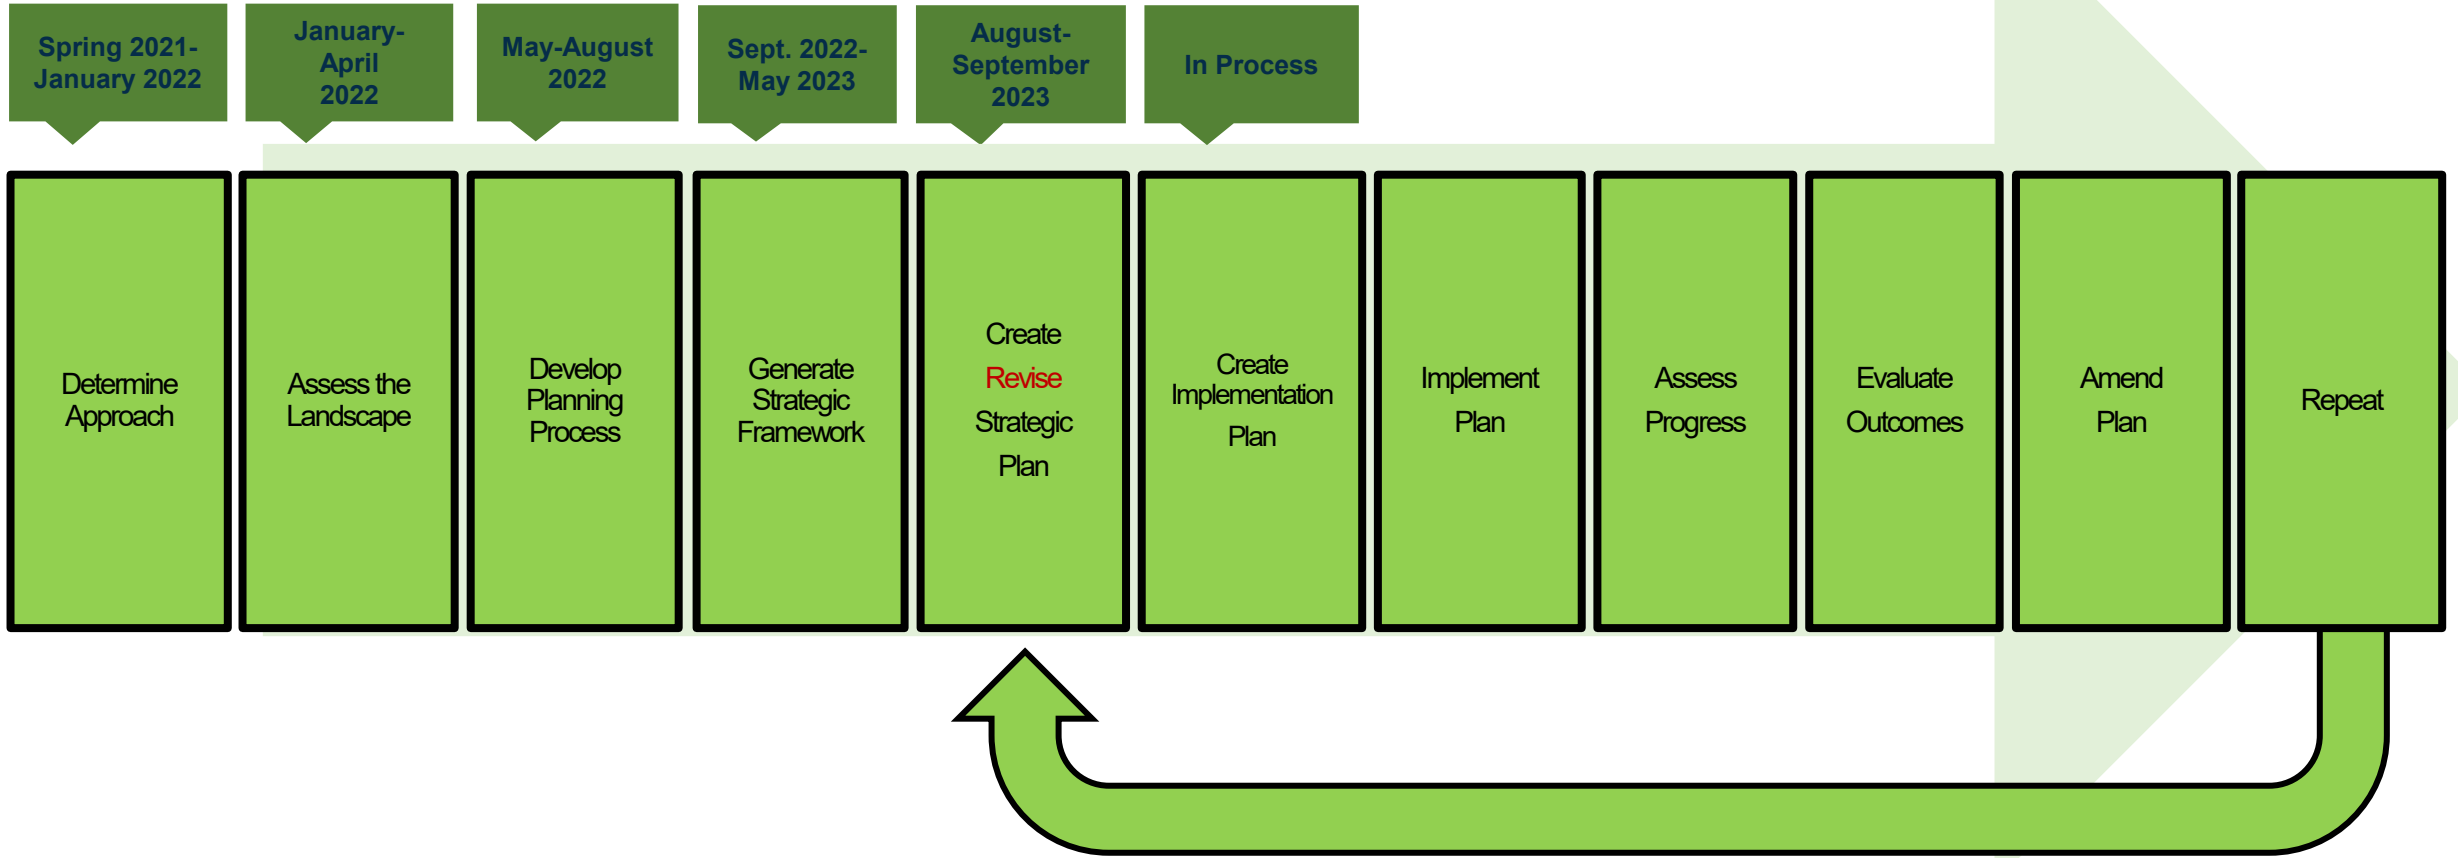 Spring 2021-
January 2022
January-
April
2022
May-August
2022
Sept. 2022-
May 2023
August-
September
2023
In Process
Determine
Approach
Assess the
Landscape
Develop
Planning
Process
Generate
Strategic
Framework
Create
Revise
Strategic
Plan
Create
Implementation
Plan
Implement
Plan
Assess
Progress
Evaluate
Outcomes
Amend
Plan
Repeat